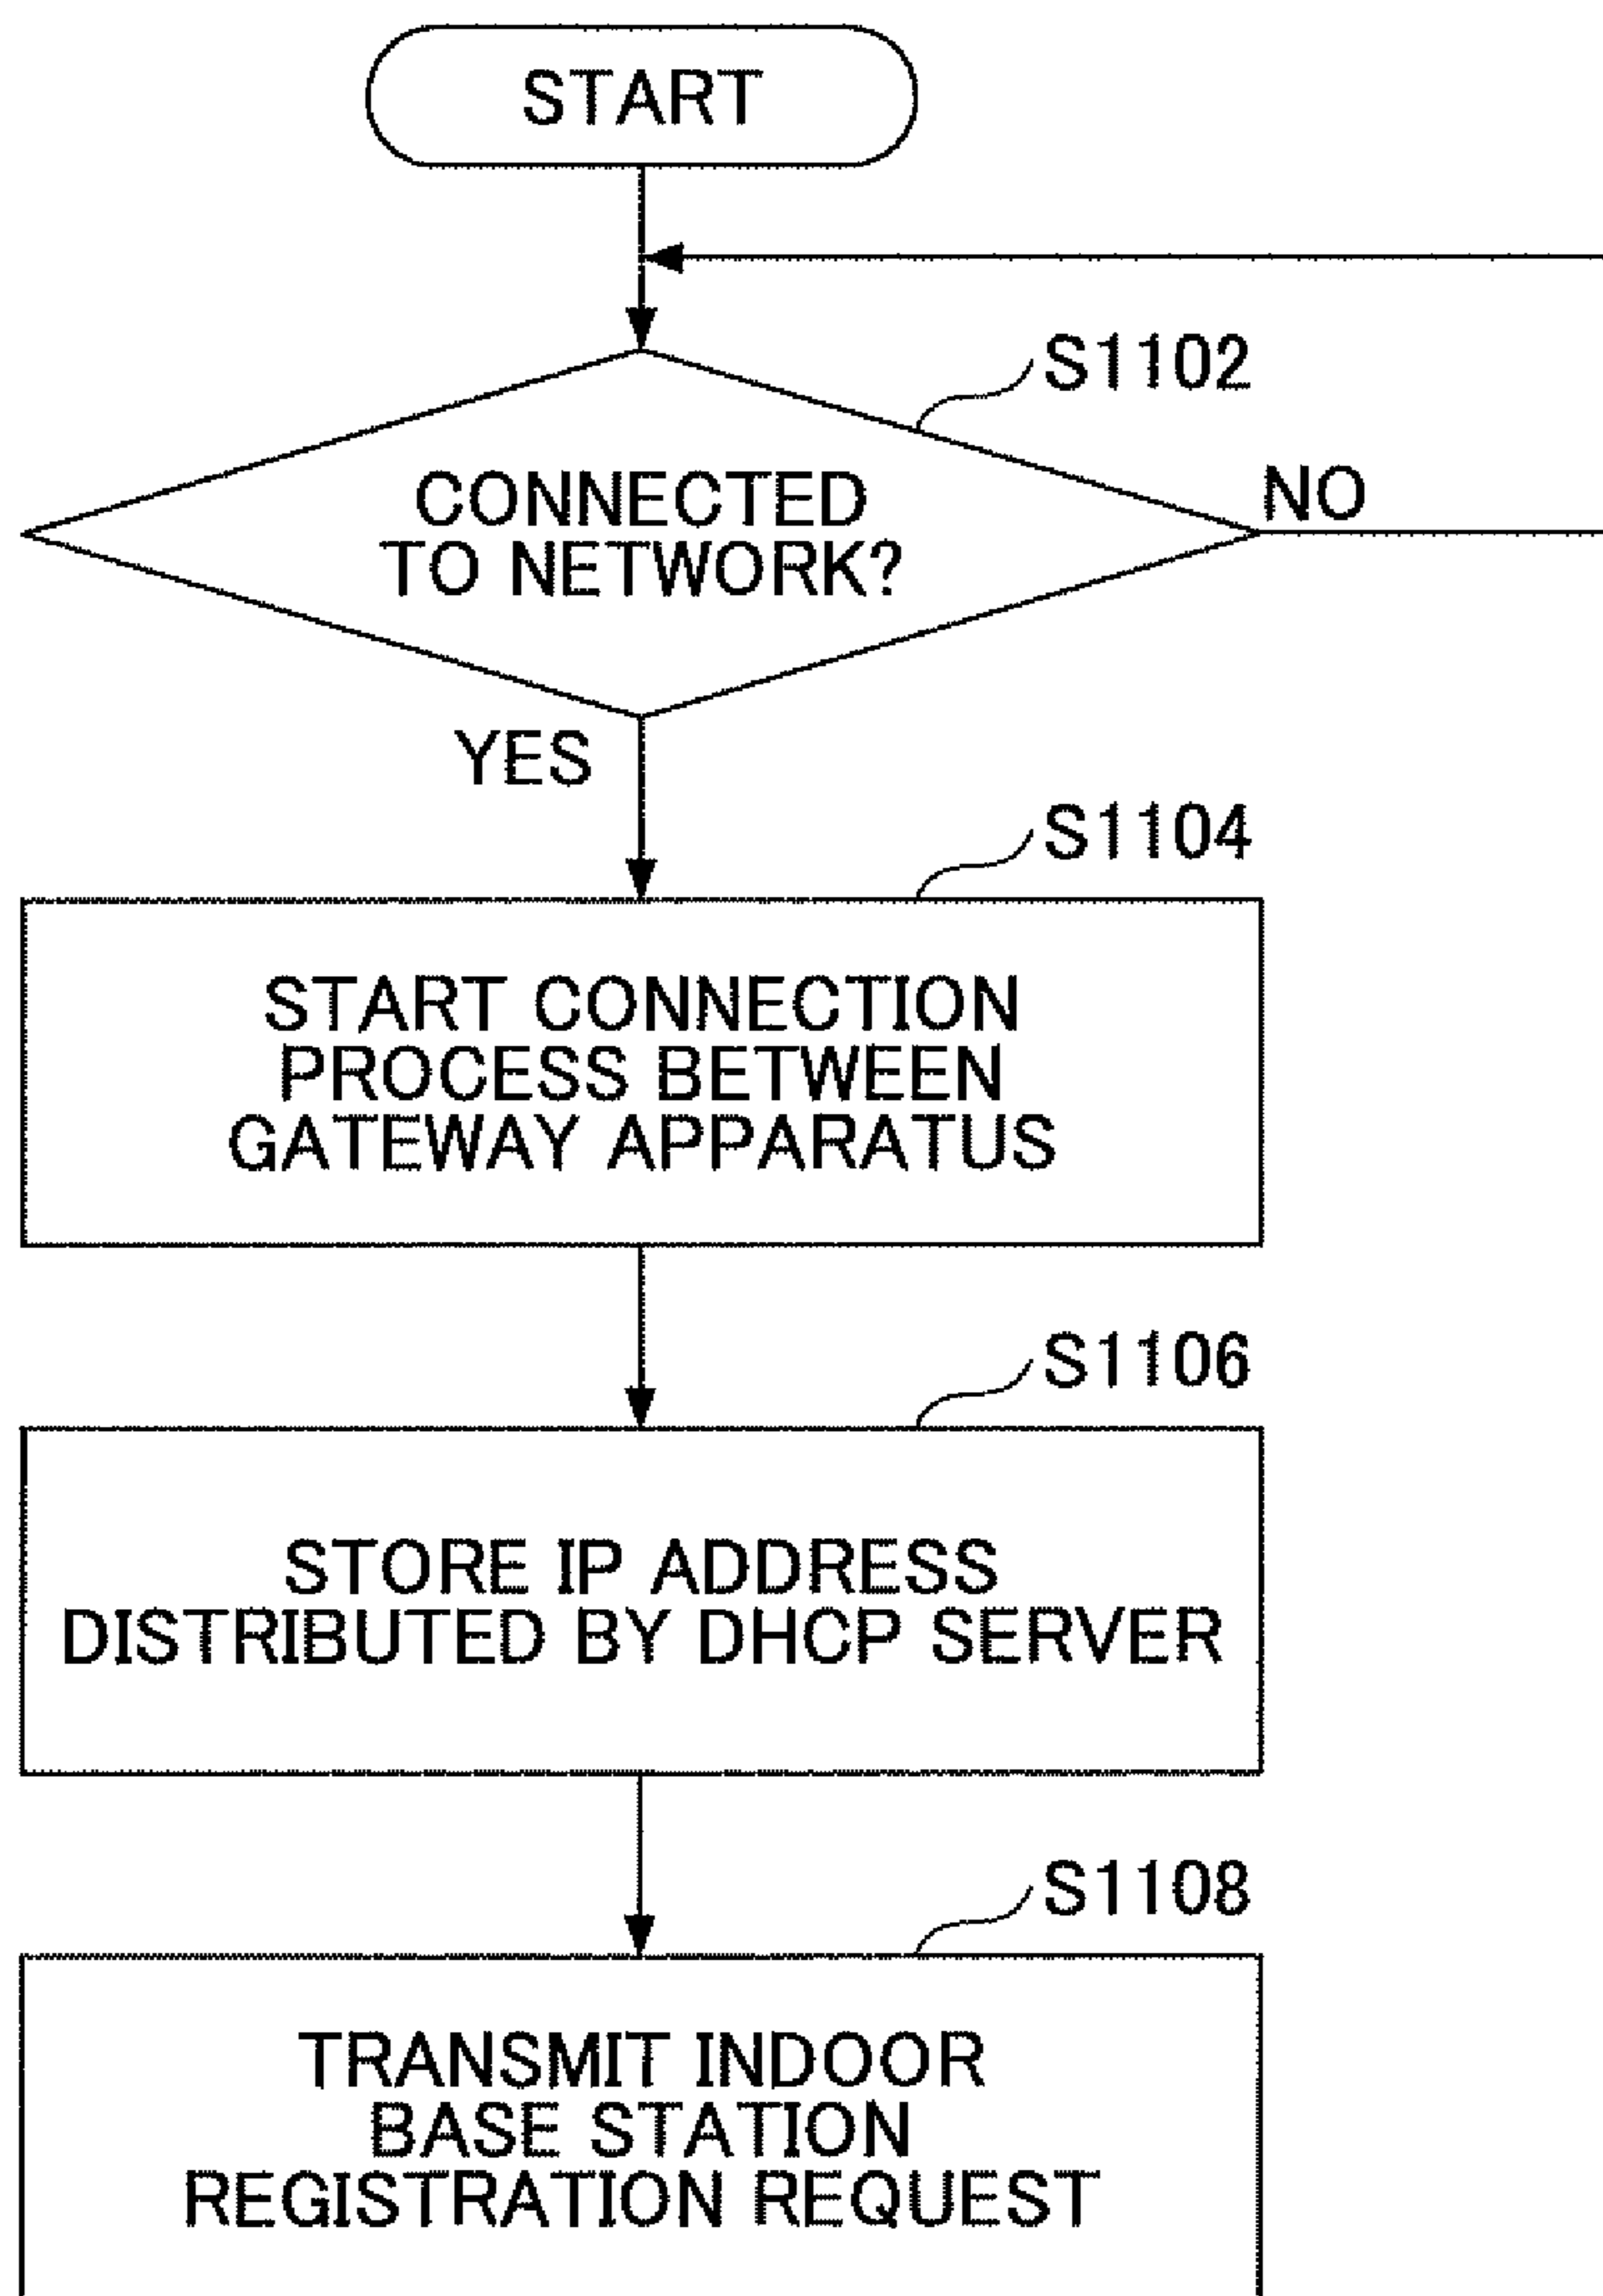 START
S1102
CONNECTED
TO NETWORK?
NO
YES
S1104
START CONNECTION
PROCESS BETWEEN
GATEWAY APPARATUS
S1106
STORE IP ADDRESS
DISTRIBUTED BY DHCP SERVER
S1108
TRANSMIT INDOOR
BASE STATION
REGISTRATION REQUEST